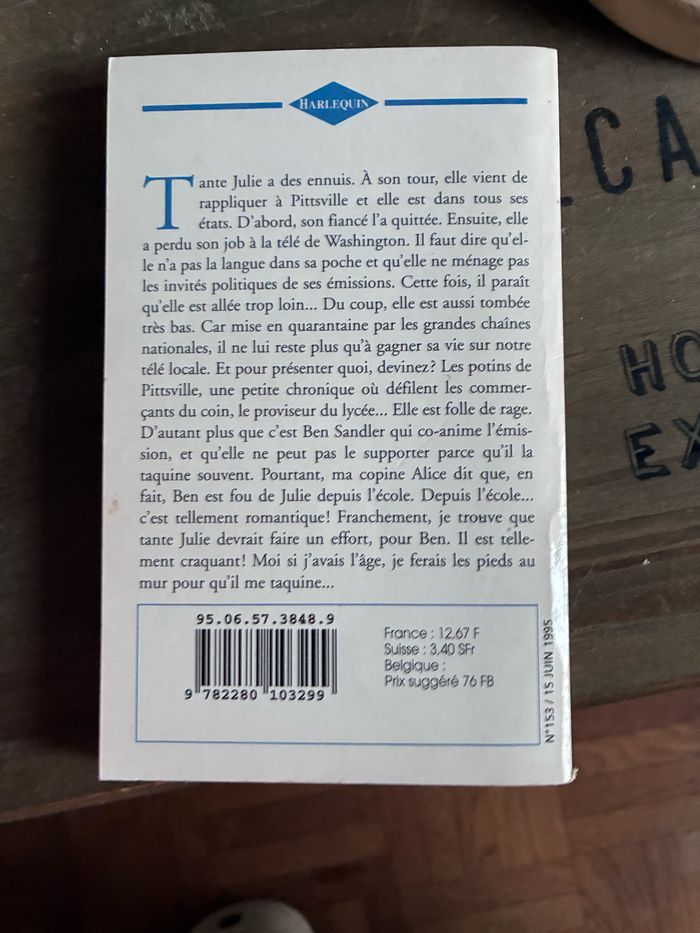 HARLEQUIN
Tante Julie a des ennuis. À son tour, elle vient de
rappliquer à Pittsville et elle est dans tous ses
états. D'abord, son fiancé l'a quittée. Ensuite, elle
a perdu son job à la télé de Washington. Il faut dire qu'el-
le n'a pas la langue dans sa poche et qu'elle ne ménage pas
les invités politiques de ses émissions. Cette fois, il paraît
qu'elle est allée trop loin... Du coup, elle est aussi tombée
très bas. Car mise en quarantaine par les grandes chaînes
nationales, il ne lui reste plus qu'à gagner sa vie sur notre
télé locale. Et pour présenter quoi, devinez? Les potins de
Pittsville, une petite chronique où défilent les commer-
çants du coin, le proviseur du lycée... Elle est folle de rage.
D'autant plus que c'est Ben Sandler qui co-anime l'émis-
sion, et qu'elle ne peut pas le supporter parce qu'il la
taquine souvent. Pourtant, ma copine Alice dit que, en
fait, Ben est fou de Julie depuis l'école. Depuis l'école...
c'est tellement romantique! Franchement, je trouve que
tante Julie devrait faire un effort, pour Ben. Il est telle-
ment craquant! Moi si j'avais l'âge, je ferais les pieds au
mur pour qu'il me taquine...
95.06.57.3848.9
9 782280 103299
France : 12,67 F
Suisse : 3,40 SFr
Belgique :
Prix suggéré 76 FB
N°153 / 15 JUIN 1995
CA
HO
EX